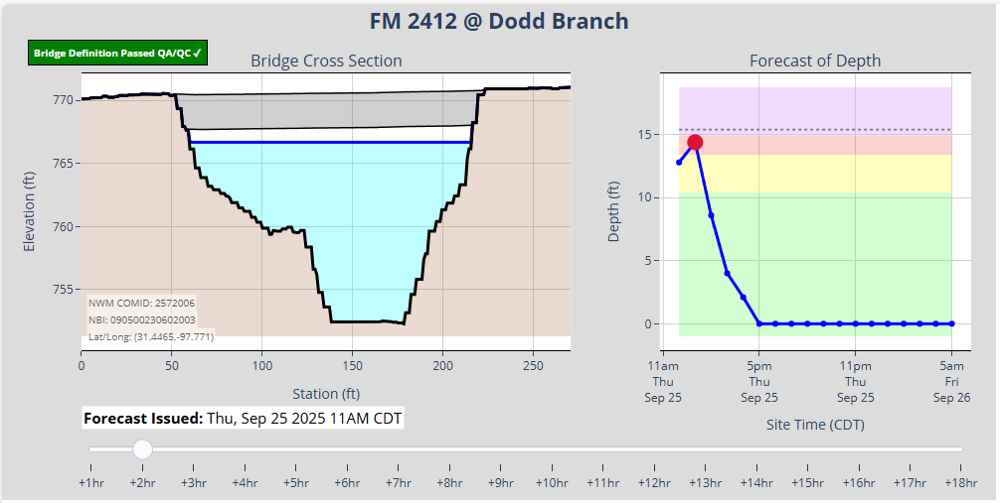 FM 2412 @ Dodd Branch
Bridge Definition Passed QA/QC ✓
Bridge Cross Section
770
765
760
755
Elevation (ft)
NWM COMID: 2572006
NBI: 090500230602003
Lat/Long: (31.4465,-97.771)
0 50 100 150 200 250
Station (ft)
Forecast of Depth
15
10
5
0
Depth (ft)
11am 5pm 11pm 5am
Thu Thu Thu Fri
Sep 25 Sep 25 Sep 25 Sep 26
Site Time (CDT)
Forecast Issued: Thu, Sep 25 2025 11AM CDT
+1hr +2hr +3hr +4hr +5hr +6hr +7hr +8hr +9hr +10hr +11hr +12hr +13hr +14hr +15hr +16hr +17hr +18hr